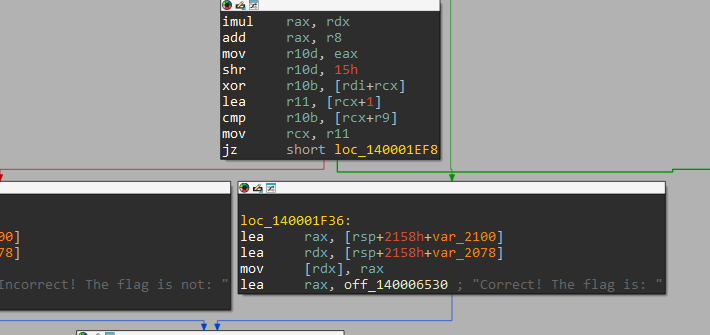 imul rax, rdx
add rax, r8
mov r10d, eax
shr r10d, 15h
xor r10b, [rdi+rcx]
lea r11, [rcx+1]
cmp r10b, [rcx+r9]
mov rcx, r11
jz short loc_140001EF8
loc_140001F36:
lea rax, [rsp+2158h+var_2100]
lea rdx, [rsp+2158h+var_2078]
mov [rdx], rax
lea rax, off_140006530 ; "Correct! The flag is: "
00]
78]
Incorrect! The flag is not: "